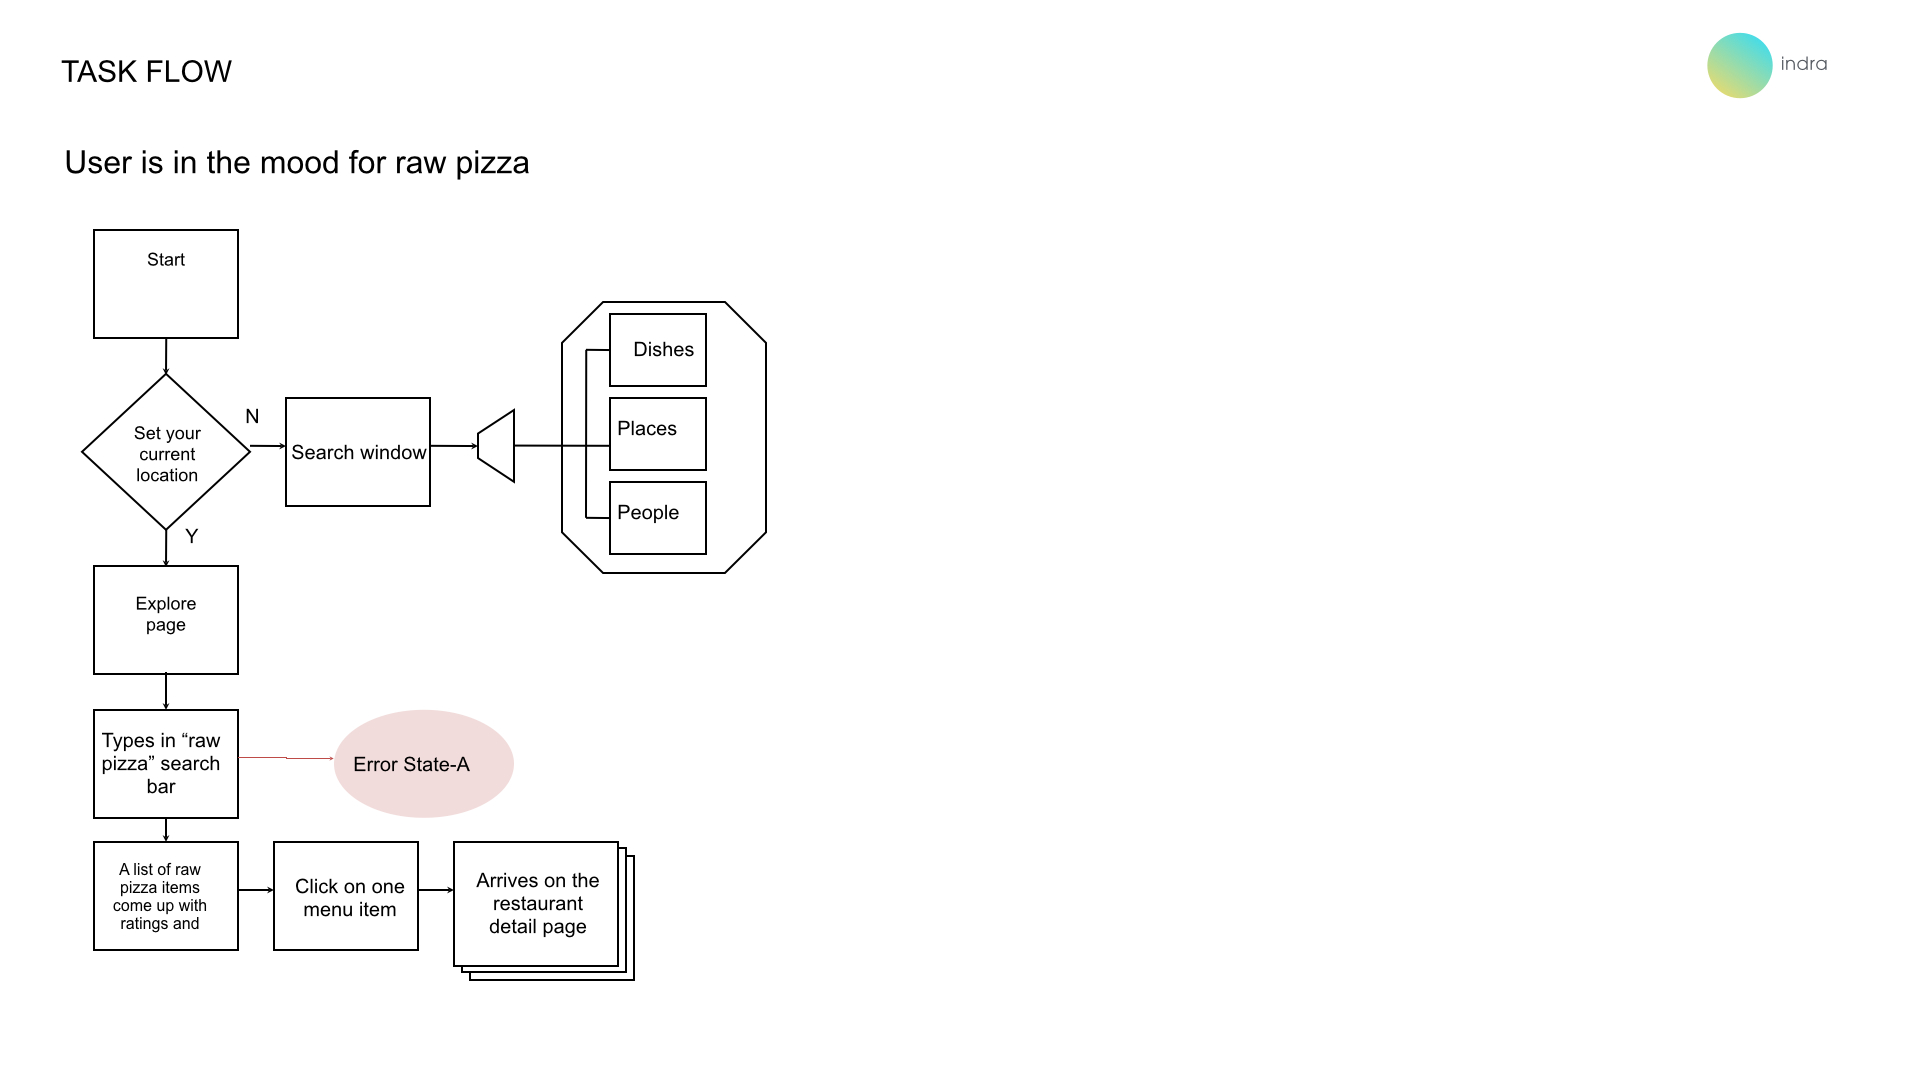 TASK FLOW
indra
User is in the mood for raw pizza
Start
Dishes
N
Places
Set your
current
location
Search window
People
Y
Explore
page
Types in “raw
pizza” search
bar
Error State-A
A list of raw
pizza items
come up with
ratings and
Click on one
menu item
Arrives on the
restaurant
detail page